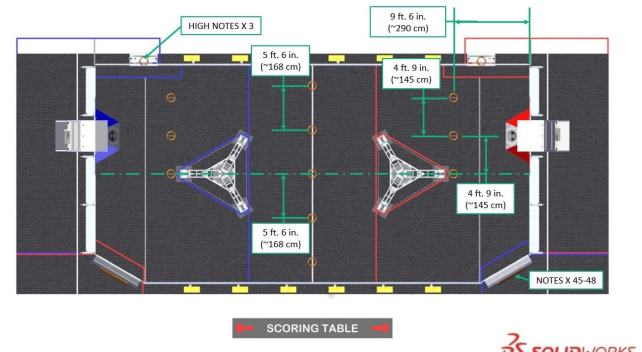 9 ft. 6 in.
(~290 cm)
HIGH NOTES X 3
5 ft. 6 in.
(~168 cm)
4 ft. 9 in.
(~145 cm)
4 ft. 9 in.
(~145 cm)
5 ft. 6 in.
(~168 cm)
NOTES X 45-48
SCORING TABLE
SOLIDWORKS